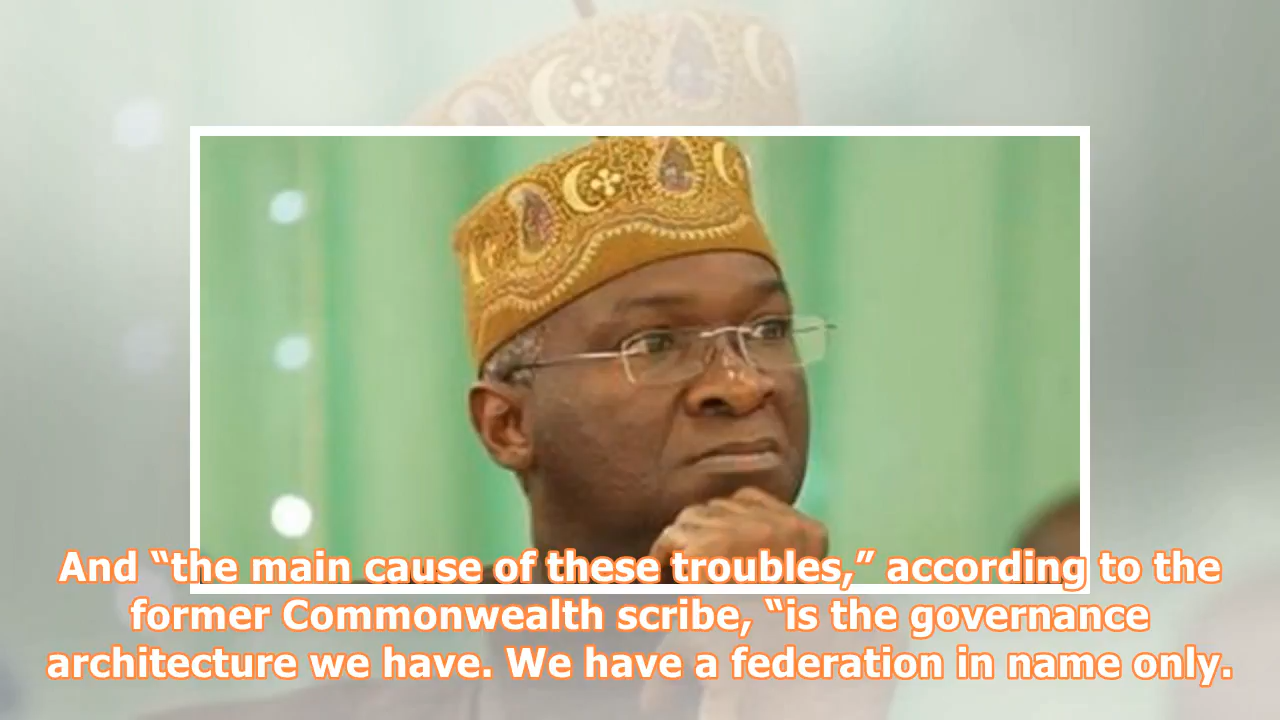 And “the main cause of these troubles,” according to the
former Commonwealth scribe, “is the governance
architecture we have. We have a federation in name only.